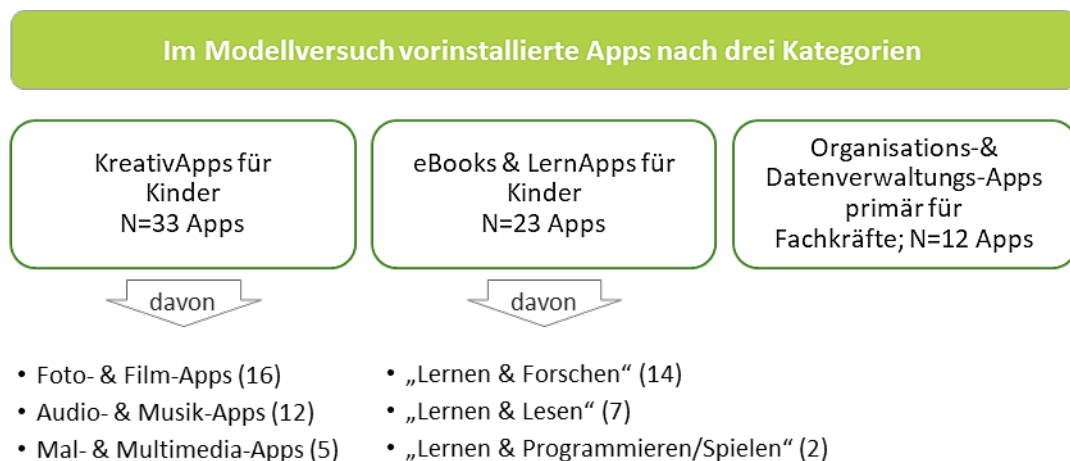 Im Modellversuch vorinstallierte Apps nach drei Kategorien
KreativApps für
Kinder
N=33 Apps
eBooks & LernApps für
Kinder
N=23 Apps
Organisations-&
Datenverwaltungs-Apps
primär für
Fachkräfte; N=12 Apps
davon
davon
• Foto- & Film-Apps (16)
• Audio- & Musik-Apps (12)
• Mal- & Multimedia-Apps (5)
• „Lernen & Forschen“ (14)
• „Lernen & Lesen“ (7)
• „Lernen & Programmieren/Spielen“ (2)